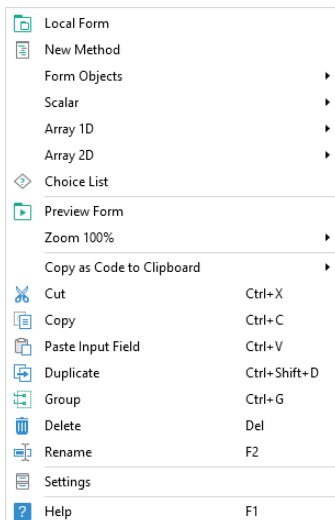 Local Form
New Method
Form Objects
Scalar
Array 1D
Array 2D
Choice List
Preview Form
Zoom 100%
Copy as Code to Clipboard
Cut Ctrl+X
Copy Ctrl+C
Paste Input Field Ctrl+V
Duplicate Ctrl+Shift+D
Group Ctrl+G
Delete Del
Rename F2
Settings
? Help F1